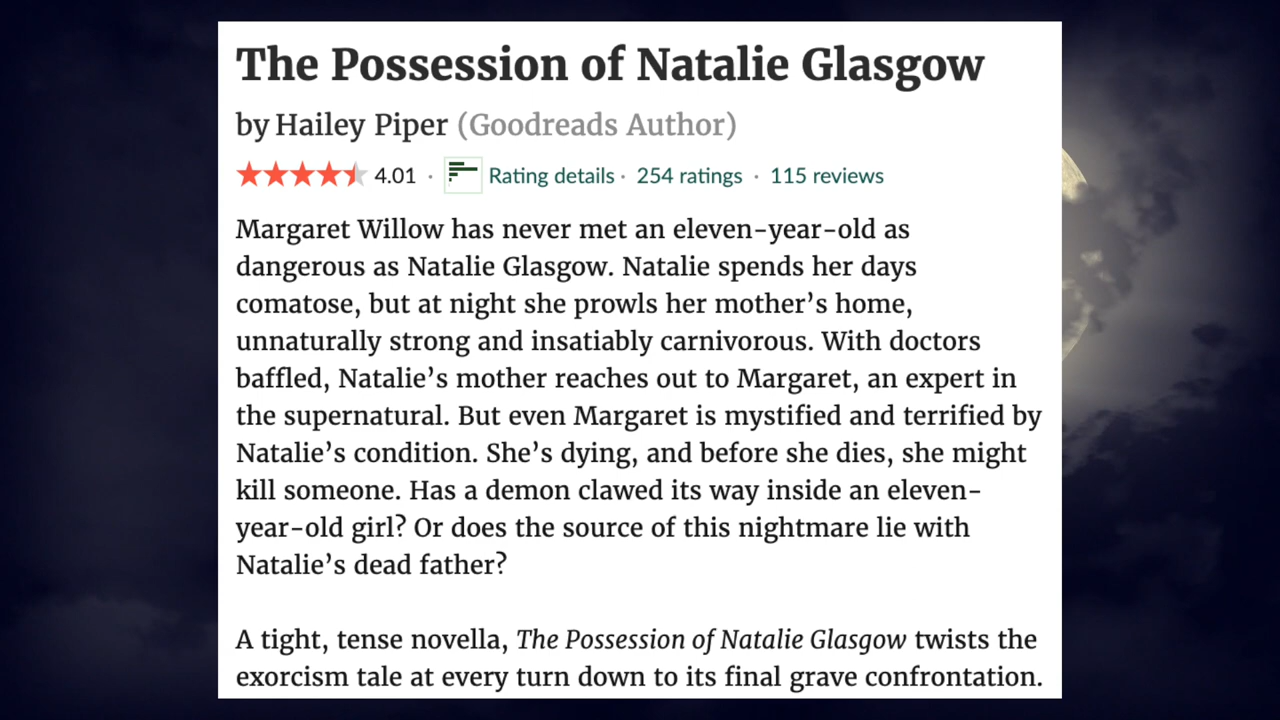 The Possession of Natalie Glasgow
by Hailey Piper (Goodreads Author)
4.01 · Rating details · 254 ratings · 115 reviews
Margaret Willow has never met an eleven-year-old as
dangerous as Natalie Glasgow. Natalie spends her days
comatose, but at night she prowls her mother’s home,
unnaturally strong and insatiably carnivorous. With doctors
baffled, Natalie’s mother reaches out to Margaret, an expert in
the supernatural. But even Margaret is mystified and terrified by
Natalie’s condition. She’s dying, and before she dies, she might
kill someone. Has a demon clawed its way inside an eleven-
year-old girl? Or does the source of this nightmare lie with
Natalie’s dead father?
A tight, tense novella, The Possession of Natalie Glasgow twists the
exorcism tale at every turn down to its final grave confrontation.